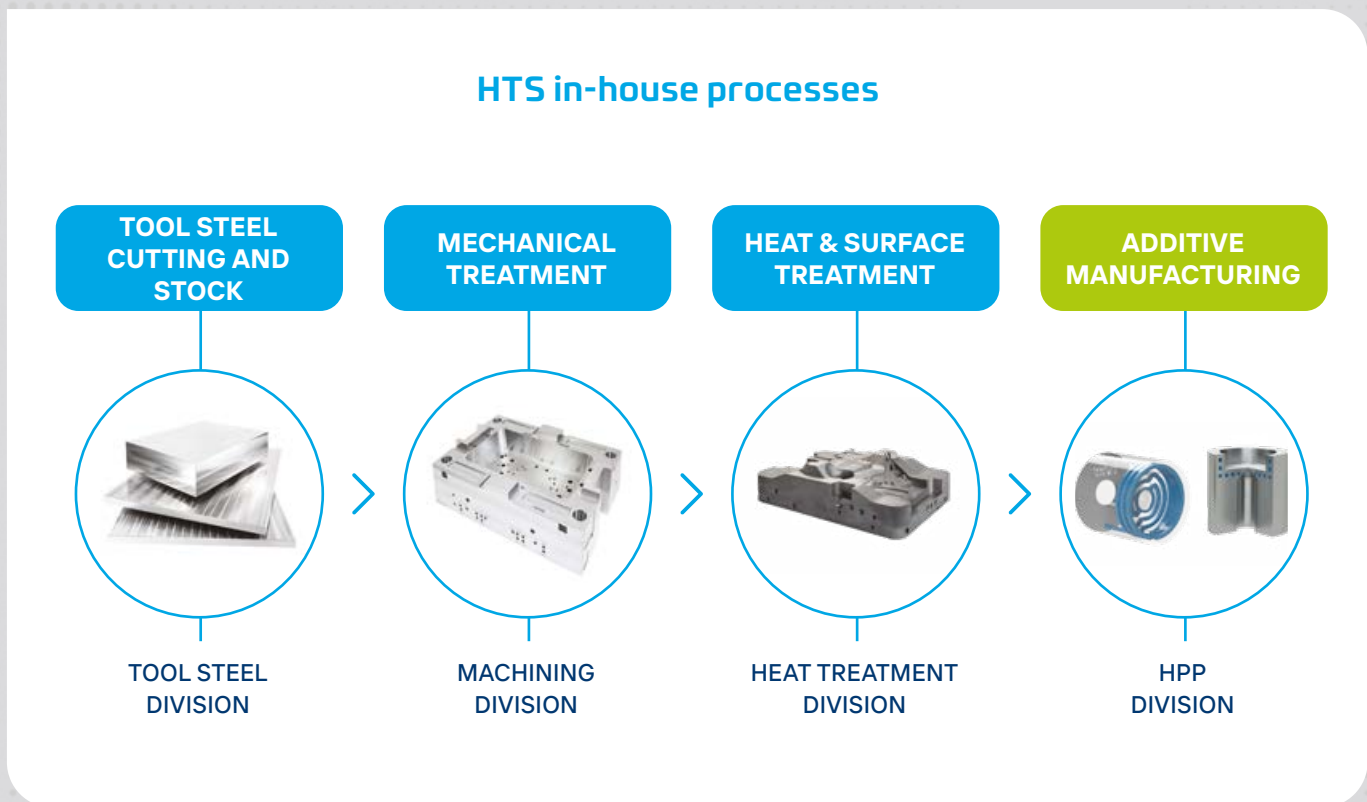 HTS in-house processes
TOOL STEEL
CUTTING AND
STOCK
MECHANICAL
TREATMENT
HEAT & SURFACE
TREATMENT
ADDITIVE
MANUFACTURING
TOOL STEEL
DIVISION
MACHINING
DIVISION
HEAT TREATMENT
DIVISION
HPP
DIVISION